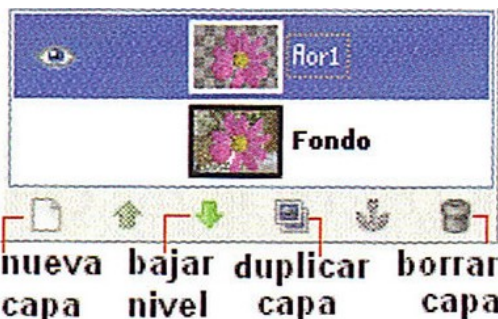 flor1
Fondo
nueva bajar duplicar borrar
capa nivel capa capa